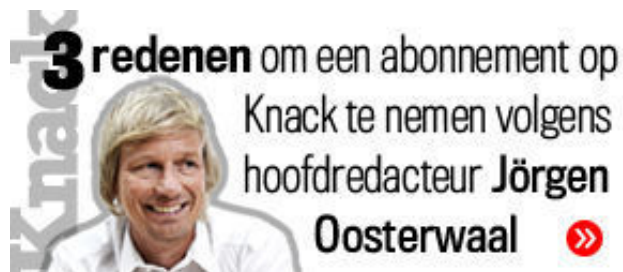 Knack
3 redenen om een abonnement op
Knack te nemen volgens
hoofdredacteur Jörgen
Oosterwaal